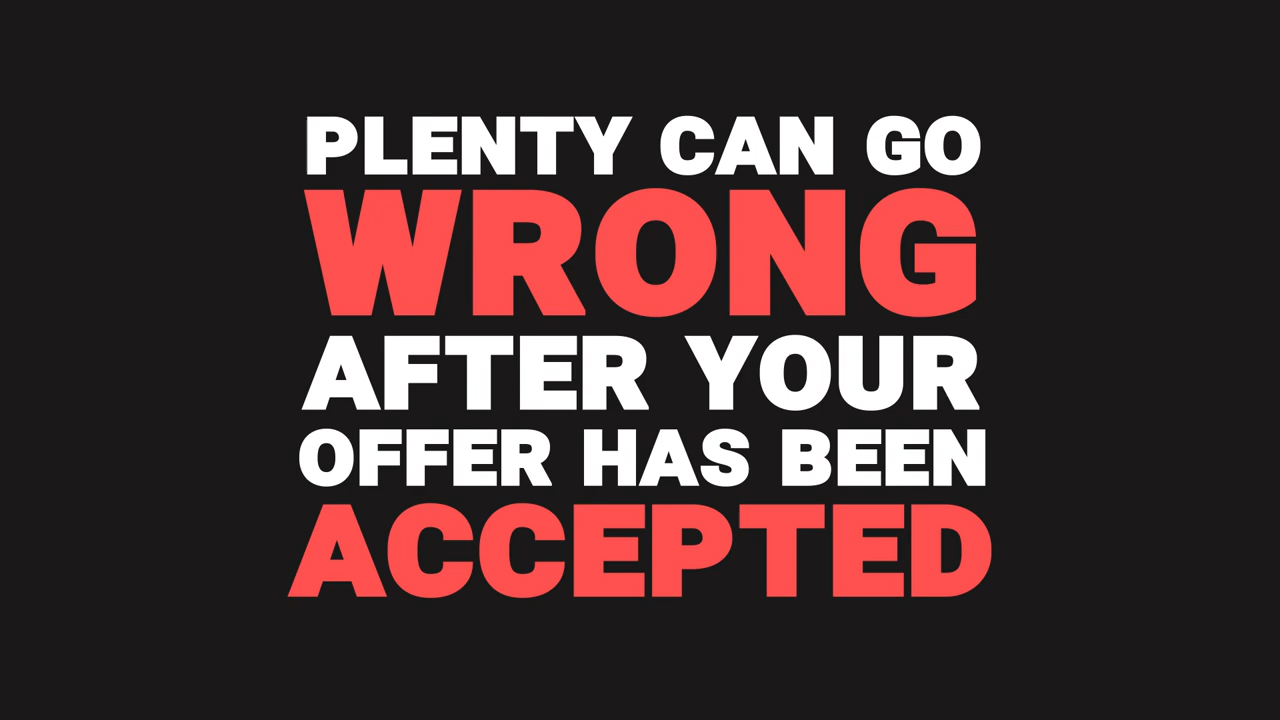 PLENTY CAN GO
WRONG
AFTER YOUR
OFFER HAS BEEN
ACCEPTED